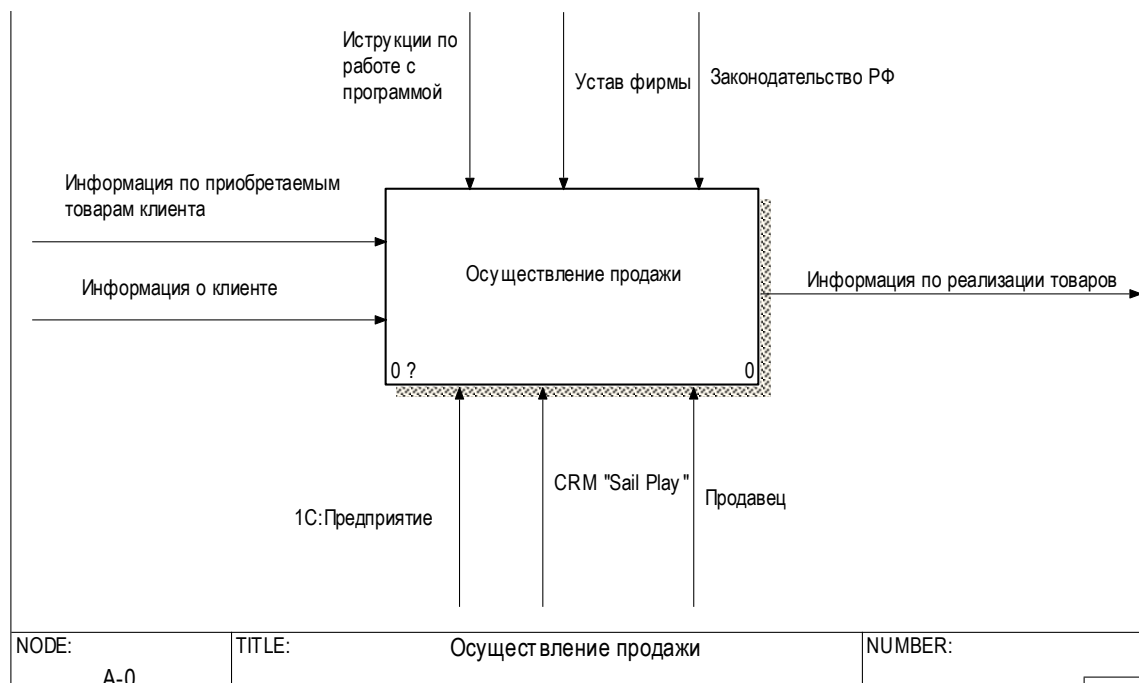 Иструкции по
работе с
программой
Устав фирмы
Законодательство РФ
Информация по приобретаемым
товарам клиента
Информация о клиенте
Осуществление продажи
Информация по реализации товаров
0 ?
0
CRM "Sail Play"
Продавец
1С:Предприятие
NODE:
TITLE:
Осуществление продажи
NUMBER:
A-0